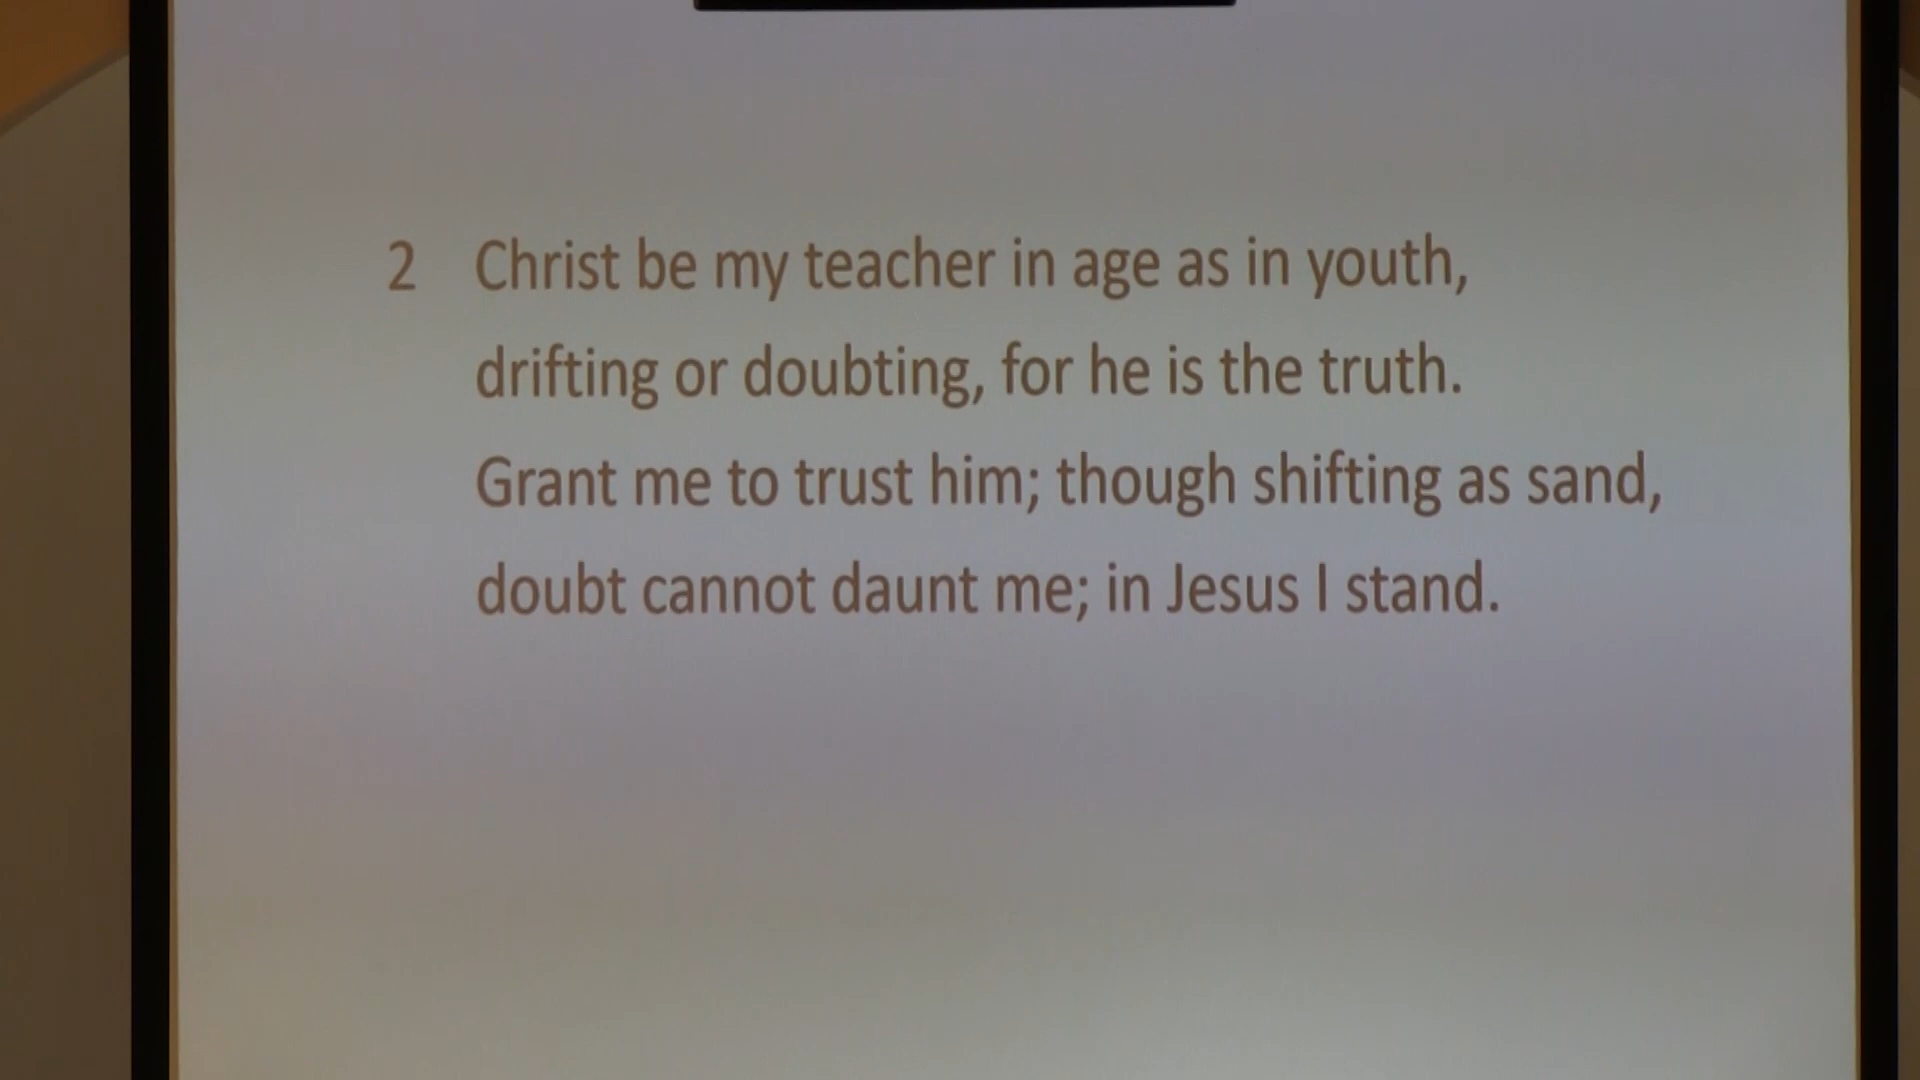 2 Christ be my teacher in age as in youth,
drifting or doubting, for he is the truth.
Grant me to trust him; though shifting as sand,
doubt cannot daunt me; in Jesus I stand.